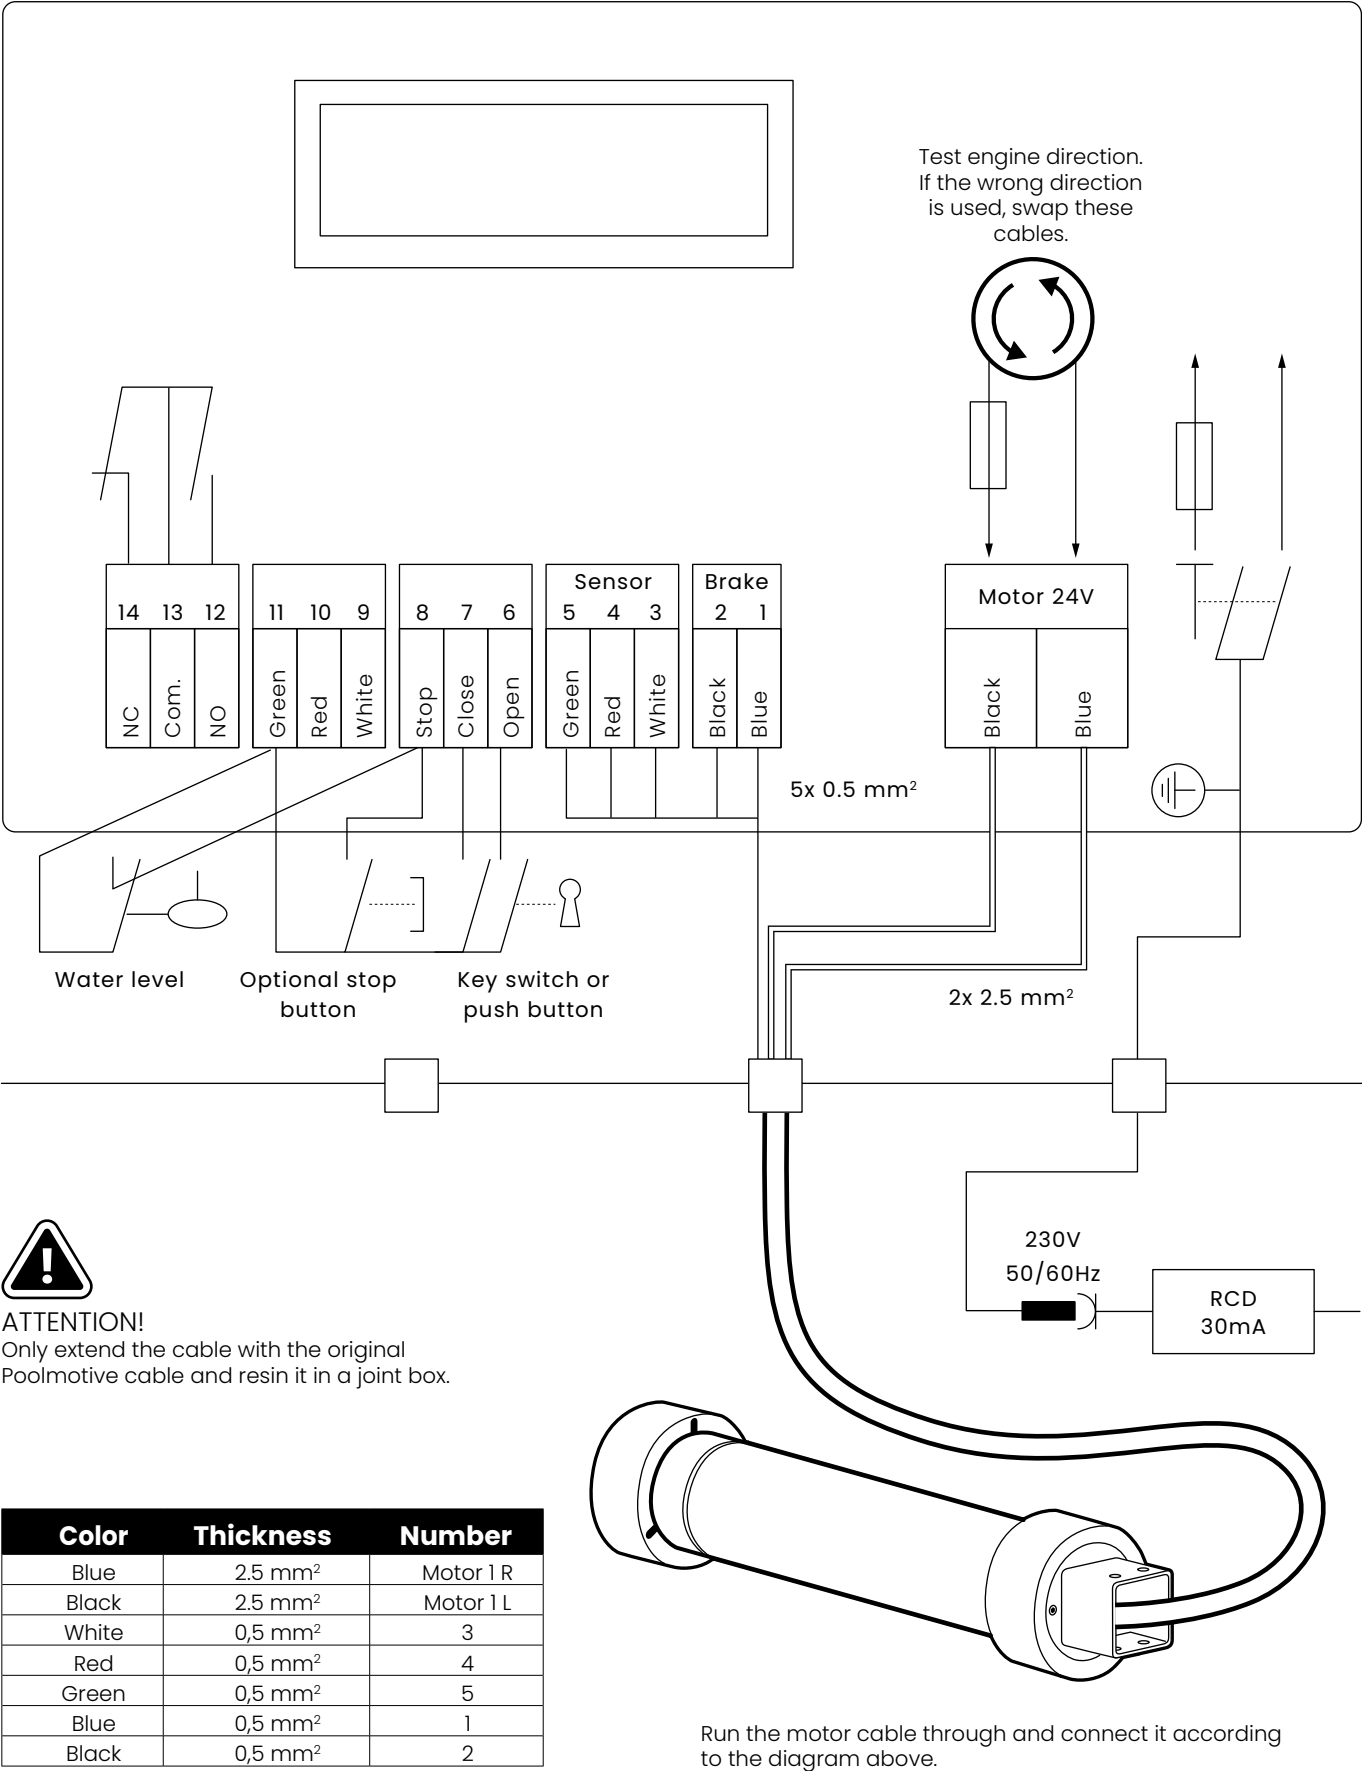 Test engine direction.
If the wrong direction
is used, swap these
cables.
Sensor
Brake
Motor 24V
14 13 12 11 10 9 8 7 6 5 4 3 2 1
NC Com. NO Green Red White Stop Close Open Green Red White Black Blue Black Blue
5x 0.5 mm²
Water level
Optional stop
button
Key switch or
push button
2x 2.5 mm²
230V
50/60Hz
RCD
30mA
ATTENTION!
Only extend the cable with the original
Poolmotive cable and resin it in a joint box.
Color Thickness Number
Blue 2.5 mm² Motor 1 R
Black 2.5 mm² Motor 1 L
White 0,5 mm² 3
Red 0,5 mm² 4
Green 0,5 mm² 5
Blue 0,5 mm² 1
Black 0,5 mm² 2
Run the motor cable through and connect it according
to the diagram above.